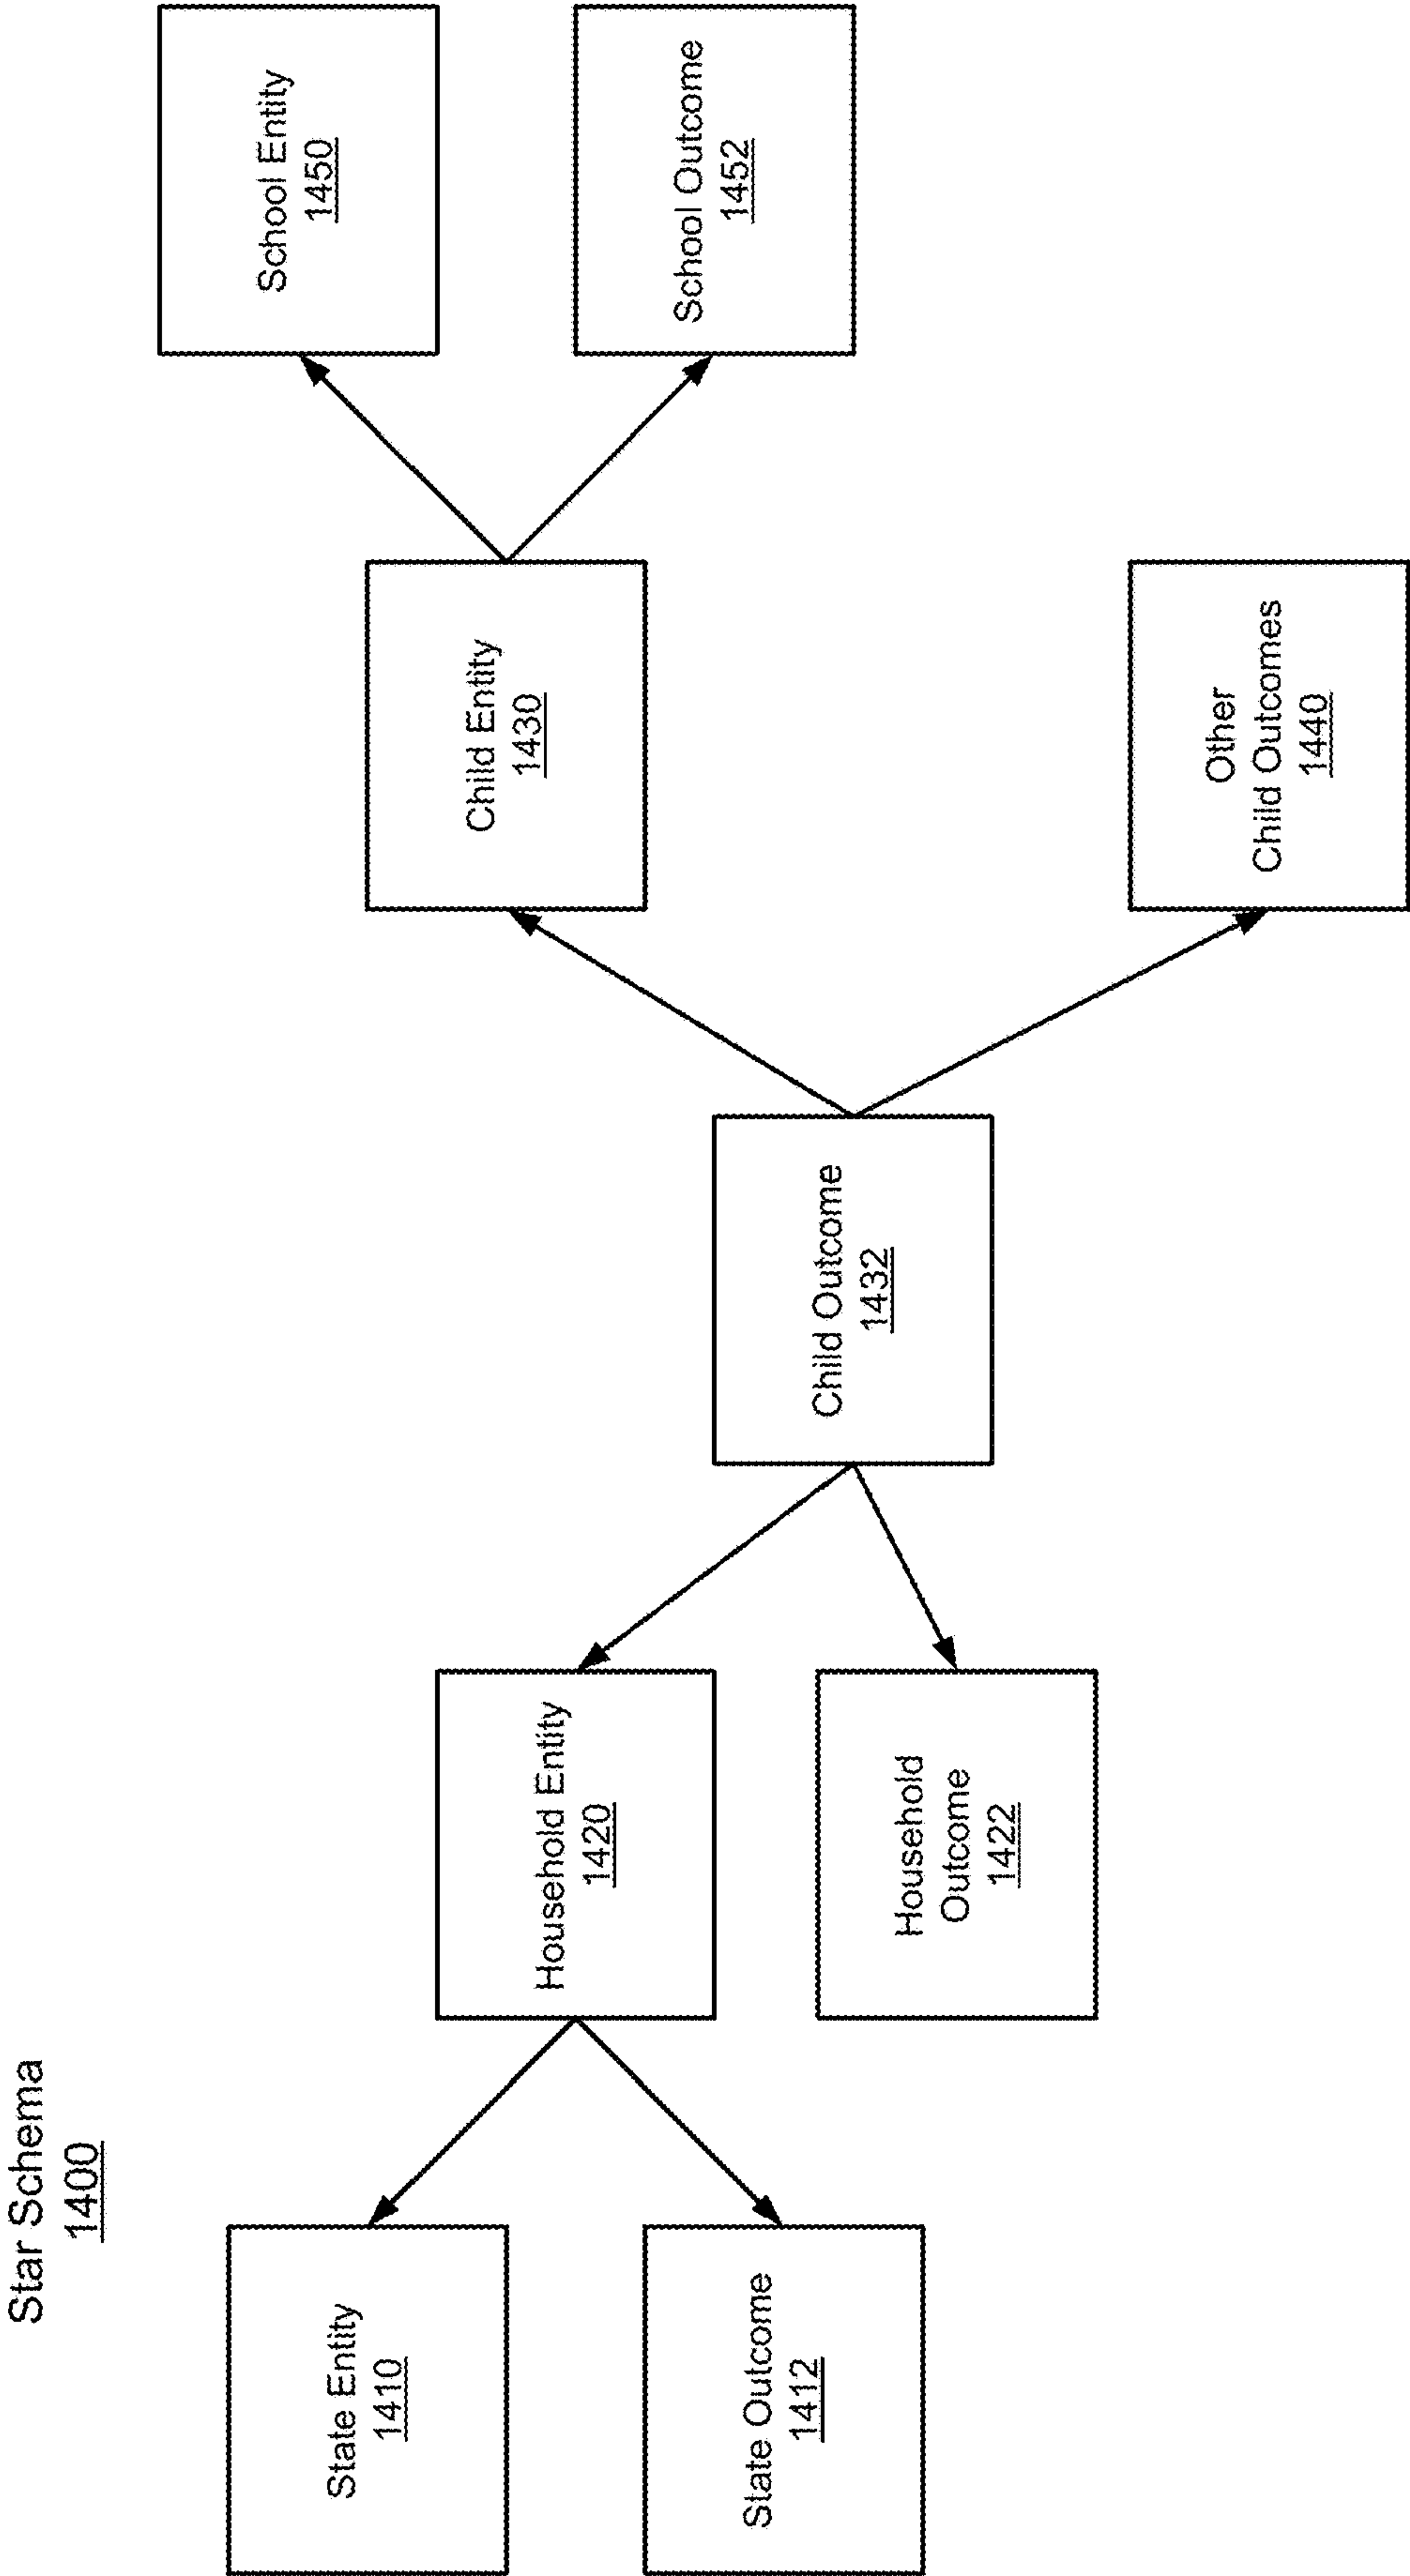 Star Schema
1400
State Entity
1410
State Outcome
1412
Household Entity
1420
Household
Outcome
1422
Child Outcome
1432
Child Entity
1430
Other
Child Outcomes
1440
School Entity
1450
School Outcome
1452